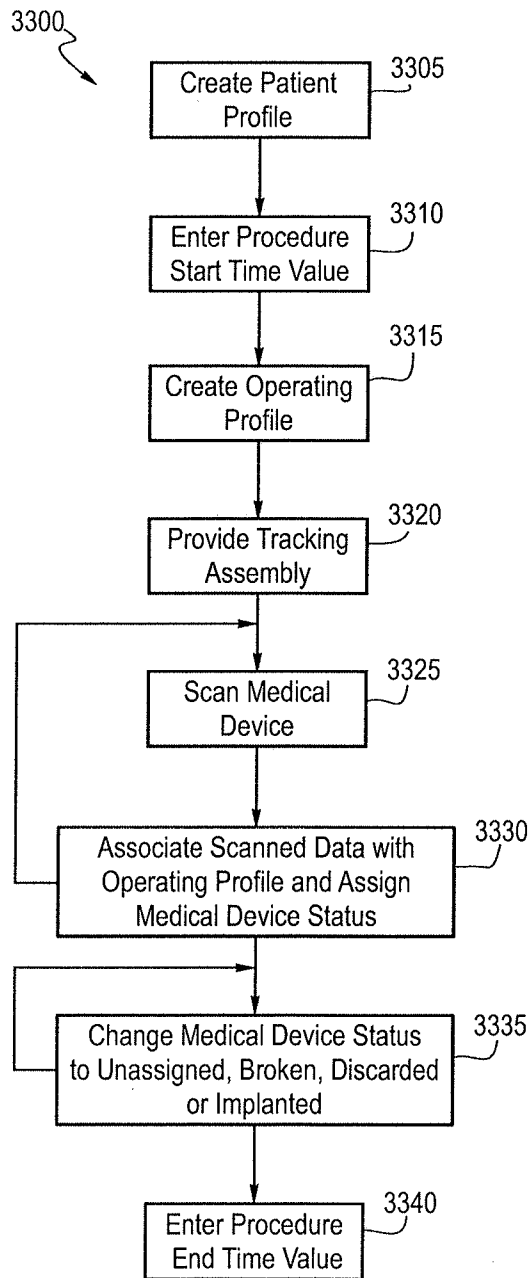 3300
3305
Create Patient
Profile
3310
Enter Procedure
Start Time Value
3315
Create Operating
Profile
3320
Provide Tracking
Assembly
3325
Scan Medical
Device
3330
Associate Scanned Data with
Operating Profile and Assign
Medical Device Status
3335
Change Medical Device Status
to Unassigned, Broken, Discarded
or Implanted
3340
Enter Procedure
End Time Value